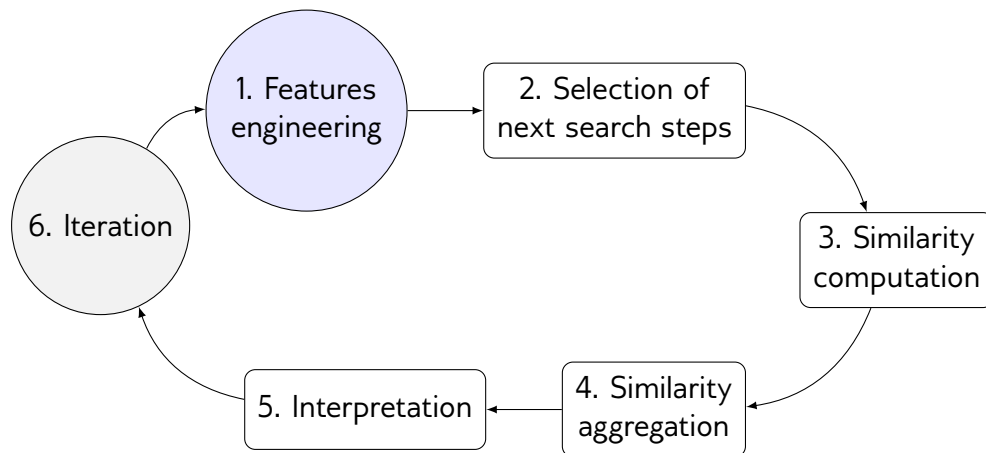 1. Features
engineering
2. Selection of
next search steps
3. Similarity
computation
4. Similarity
aggregation
5. Interpretation
6. Iteration